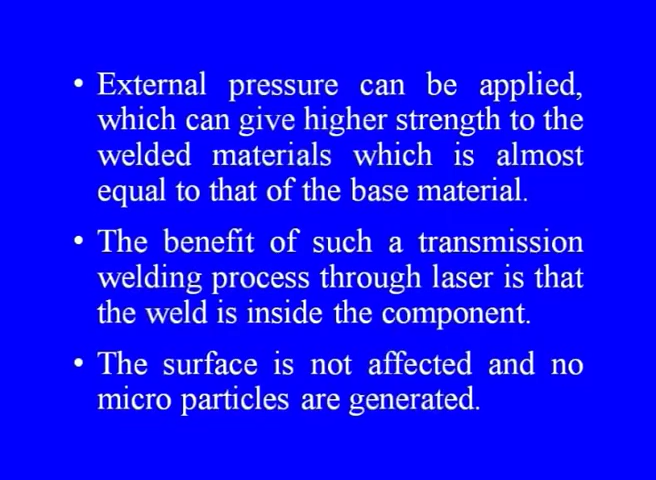 • External pressure can be applied,
which can give higher strength to the
welded materials which is almost
equal to that of the base material.
• The benefit of such a transmission
welding process through laser is that
the weld is inside the component.
• The surface is not affected and no
micro particles are generated.